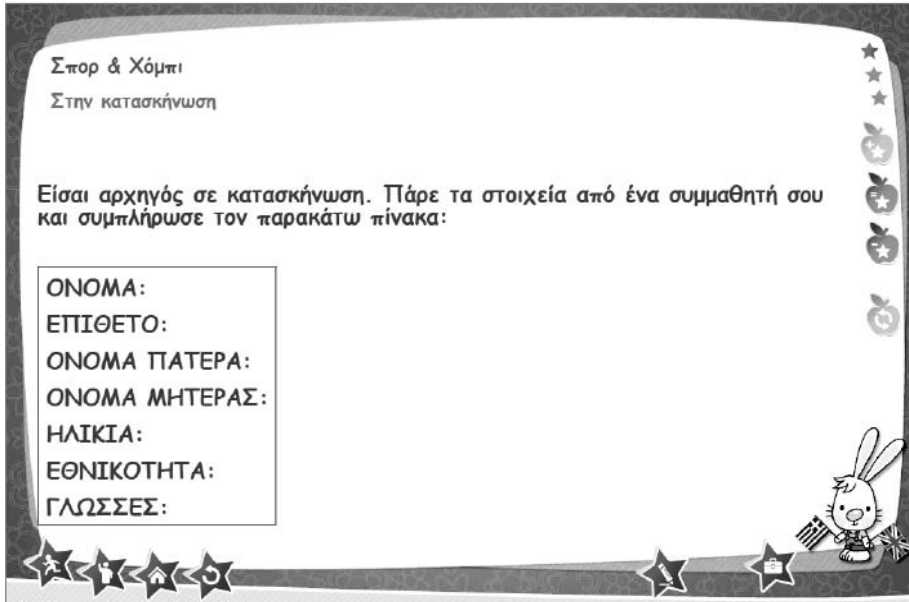 Σπορ & Χόμπι
Στην κατασκήνωση
Είσαι αρχηγός σε κατασκήνωση. Πάρε τα στοιχεία από ένα συμμαθητή σου
και συμπλήρωσε τον παρακάτω πίνακα:
ΟΝΟΜΑ:
ΕΠΙΘΕΤΟ:
ΟΝΟΜΑ ΠΑΤΕΡΑ:
ΟΝΟΜΑ ΜΗΤΕΡΑΣ:
ΗΛΙΚΙΑ:
ΕΘΝΙΚΟΤΗΤΑ:
ΓΛΩΣΣΕΣ: